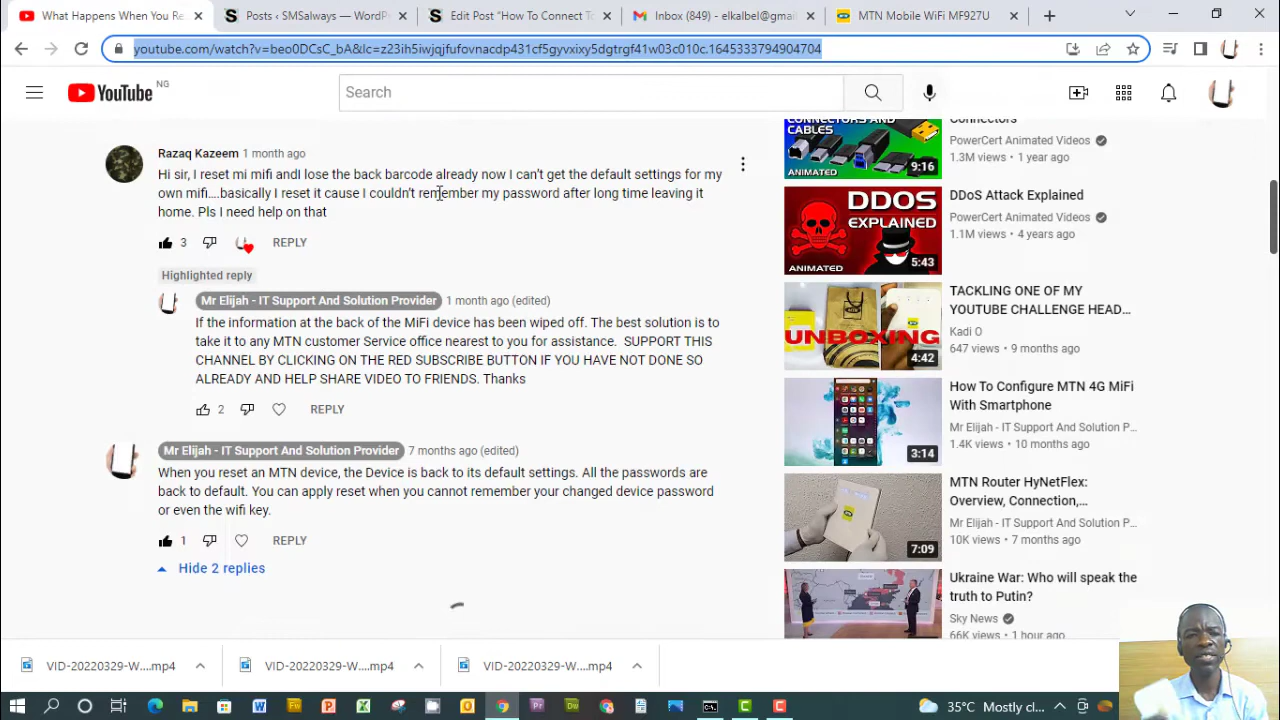 What Happens When You Re
Posts ‹ SMSalways — WordP
Edit Post “How To Connect To
Inbox (849) - elkalbel@gmail
MTN Mobile WiFi MF927U
youtube.com/watch?v=beo0DCsC_bA&lc=z23ih5iwjqjfufovnacdp431cf5gyvxixy5dgtrgf41w03c010c.1645333794904704
YouTube NG
Search
Razaq Kazeem 1 month ago
Hi sir,i reset mi mifi and lose the back barcode already now I can't get the default settings for my
own mifi . basically I reset it cause I couldn't remember my password after long time leaving it
home. Pls I need help on that
3 REPLY
Highlighted reply
Mr Elijah - IT Support And Solution Provider 1 month ago (edited)
If the information at the back of the MiFi device has been wiped off. The best solution is to
take it to any MTN customer Service office nearest to you for assistance. SUPPORT THIS
CHANNEL BY CLICKING ON THE RED SUBSCRIBE BUTTON IF YOU HAVE NOT DONE SO
ALREADY AND HELP SHARE VIDEO TO FRIENDS. Thanks
2 REPLY
Mr Elijah - IT Support And Solution Provider 7 months ago (edited)
When you reset an MTN device, the Device is back to its default settings. All the passwords are
back to default. You can apply reset when you cannot remember your changed device password
or even the wifi key.
1 REPLY
Hide 2 replies
CONNECTORS AND
CABLES
ANIMATED
9:16
Connectors
PowerCert Animated Videos
1.3M views • 1 year ago
DDOS
EXPLAINED
ANIMATED
5:43
DDoS Attack Explained
PowerCert Animated Videos
1.1M views • 4 years ago
UNBOXING
4:42
TACKLING ONE OF MY
YOUTUBE CHALLENGE HEAD...
Kadi O
647 views • 9 months ago
3:14
How To Configure MTN 4G MiFi
With Smartphone
Mr Elijah - IT Support And Solution P...
1.4K views • 10 months ago
7:09
MTN Router HyNetFlex:
Overview, Connection,...
Mr Elijah - IT Support And Solution P...
10K views • 7 months ago
Ukraine War: Who will speak the
truth to Putin?
Sky News
66K views • 1 hour ago
VID-20220329-W....mp4
VID-20220329-W....mp4
VID-20220329-W....mp4
35°C Mostly cl...